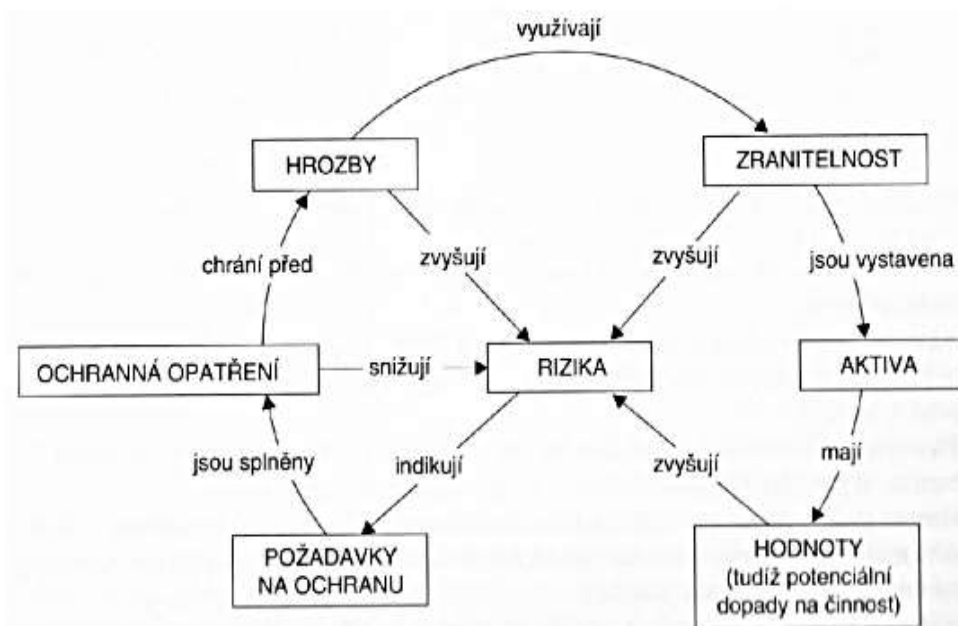 využívají
HROZBY
ZRANITELNOST
chrání před
zvyšují
zvyšují
jsou vystavena
OCHRANNÁ OPATŘENÍ
snižují
RIZIKA
AKTIVA
jsou splněny
indikují
zvyšují
mají
POŽADAVKY
NA OCHRANU
HODNOTY
(tudíž potenciální
dopady na činnost)